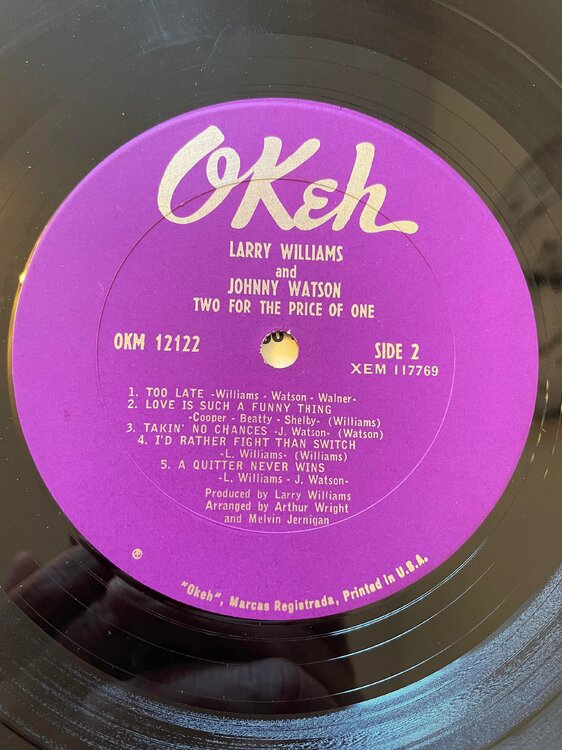 OKeh
LARRY WILLIAMS
and
JOHNNY WATSON
TWO FOR THE PRICE OF ONE
OKM 12122
SIDE 2
XEM 117769
1. TOO LATE -Williams - Watson - Walner-
2. LOVE IS SUCH A FUNNY THING
-Cooper - Beatty - Shelby- (Williams)
3. TAKIN' NO CHANCES -J. Watson- (Watson)
4. I'D RATHER FIGHT THAN SWITCH
-L. Williams- (Williams)
5. A QUITTER NEVER WINS
-L. Williams - J. Watson-
Produced by Larry Williams
Arranged by Arthur Wright
and Melvin Jernigan
℗
"Okeh", Marcas Registrada, Printed in U.S.A.